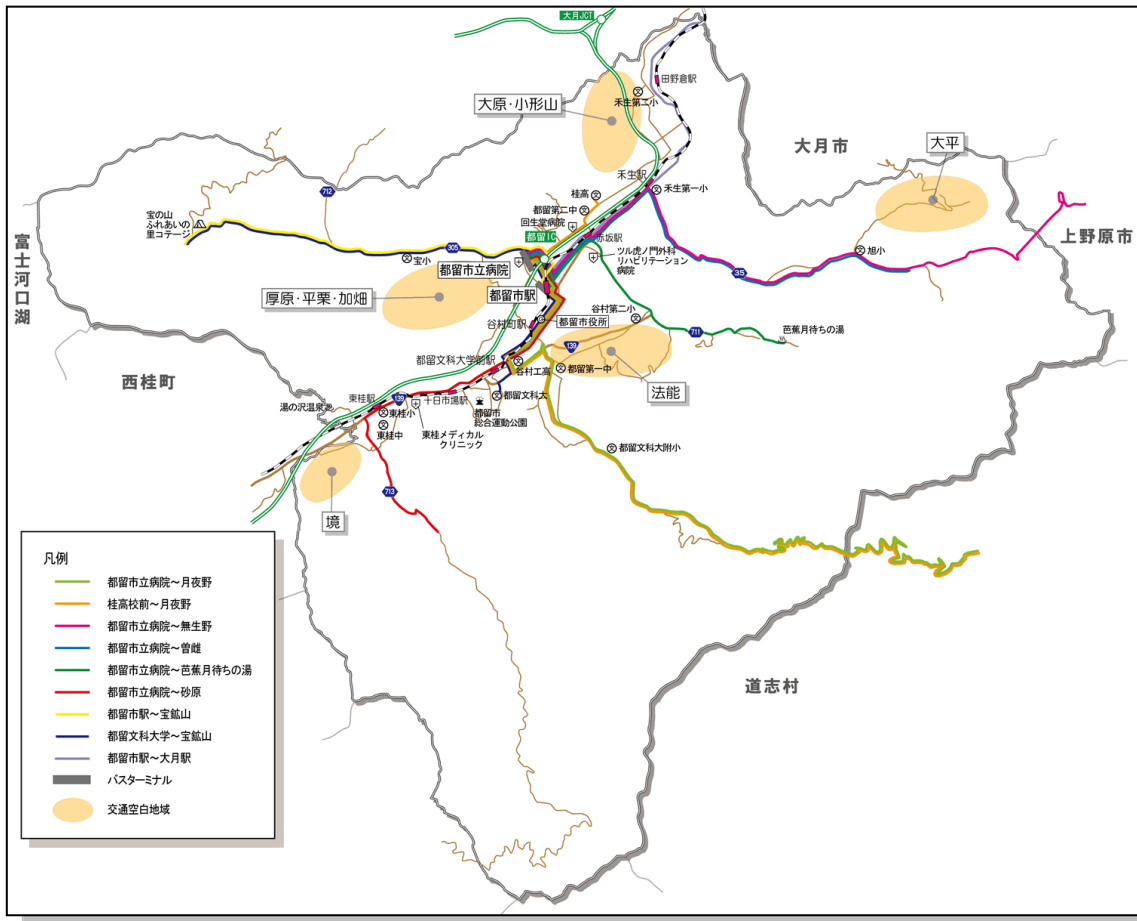 大月JCT
田野倉駅
禾生第二小
大原・小形山
大月市
大平
禾生駅
禾生第一小
桂高
都留第二中
回生堂病院
都留IC
赤坂駅
上野原市
宝の山
ふれあいの
里コテージ
712
305
宝小
都留市立病院
ツル虎ノ門外科
リハビリテーション
病院
35
旭小
富士河口湖
厚原・平栗・加畑
都留市駅
谷村町駅
都留市役所
谷村第二小
711
芭蕉月待ちの湯
西桂町
都留文科大学前駅
139
谷村工高
都留第一中
法能
東桂駅
139
十日市場駅
都留文科大
湯の沢温泉
東桂小
東桂中
東桂メディカル
クリニック
都留市
総合運動公園
都留文科大附小
境
713
道志村
凡例
都留市立病院～月夜野
桂高校前～月夜野
都留市立病院～無生野
都留市立病院～曽雌
都留市立病院～芭蕉月待ちの湯
都留市立病院～砂原
都留市駅～宝鉱山
都留文科大学～宝鉱山
都留市駅～大月駅
バスターミナル
交通空白地域